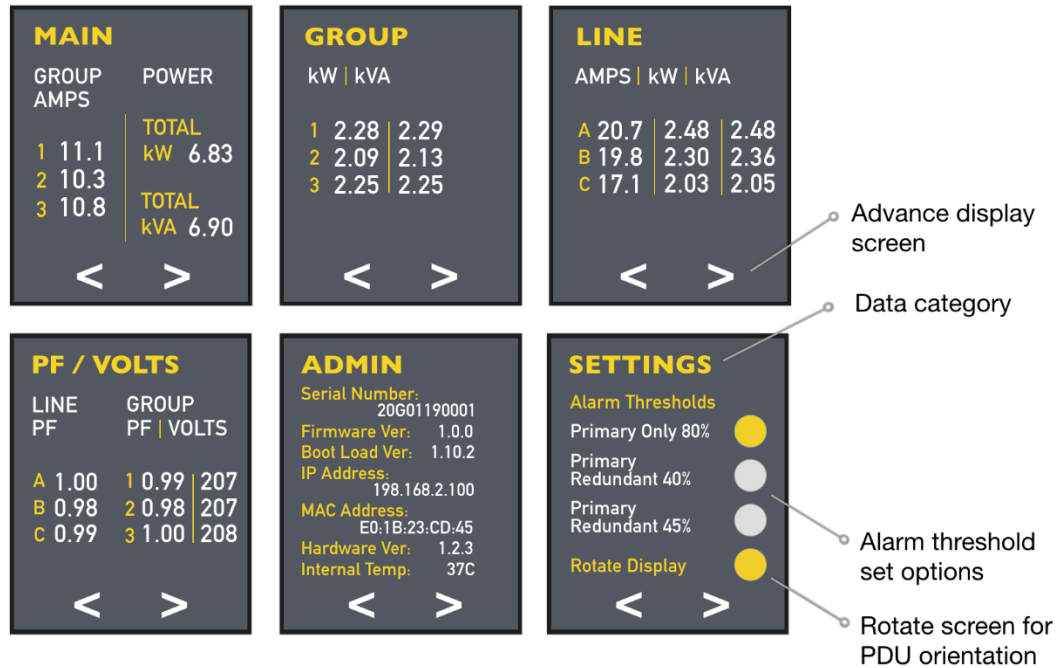 MAIN
GROUP AMPS
POWER
1 11.1
2 10.3
3 10.8
TOTAL
kW 6.83
TOTAL
kVA 6.90
< >
GROUP
kW | kVA
1 2.28 | 2.29
2 2.09 | 2.13
3 2.25 | 2.25
< >
LINE
AMPS | kW | kVA
A 20.7 | 2.48 | 2.48
B 19.8 | 2.30 | 2.36
C 17.1 | 2.03 | 2.05
< >
Advance display
screen
Data category
PF / VOLTS
LINE
PF
GROUP
PF | VOLTS
A 1.00
B 0.98
C 0.99
1 0.99 | 207
2 0.98 | 207
3 1.00 | 208
< >
ADMIN
Serial Number:
20G01190001
Firmware Ver: 1.0.0
Boot Load Ver: 1.10.2
IP Address:
198.168.2.100
MAC Address:
E0:1B:23:CD:45
Hardware Ver: 1.2.3
Internal Temp: 37C
< >
SETTINGS
Alarm Thresholds
Primary Only 80%
Primary
Redundant 40%
Primary
Redundant 45%
Rotate Display
< >
Alarm threshold
set options
Rotate screen for
PDU orientation